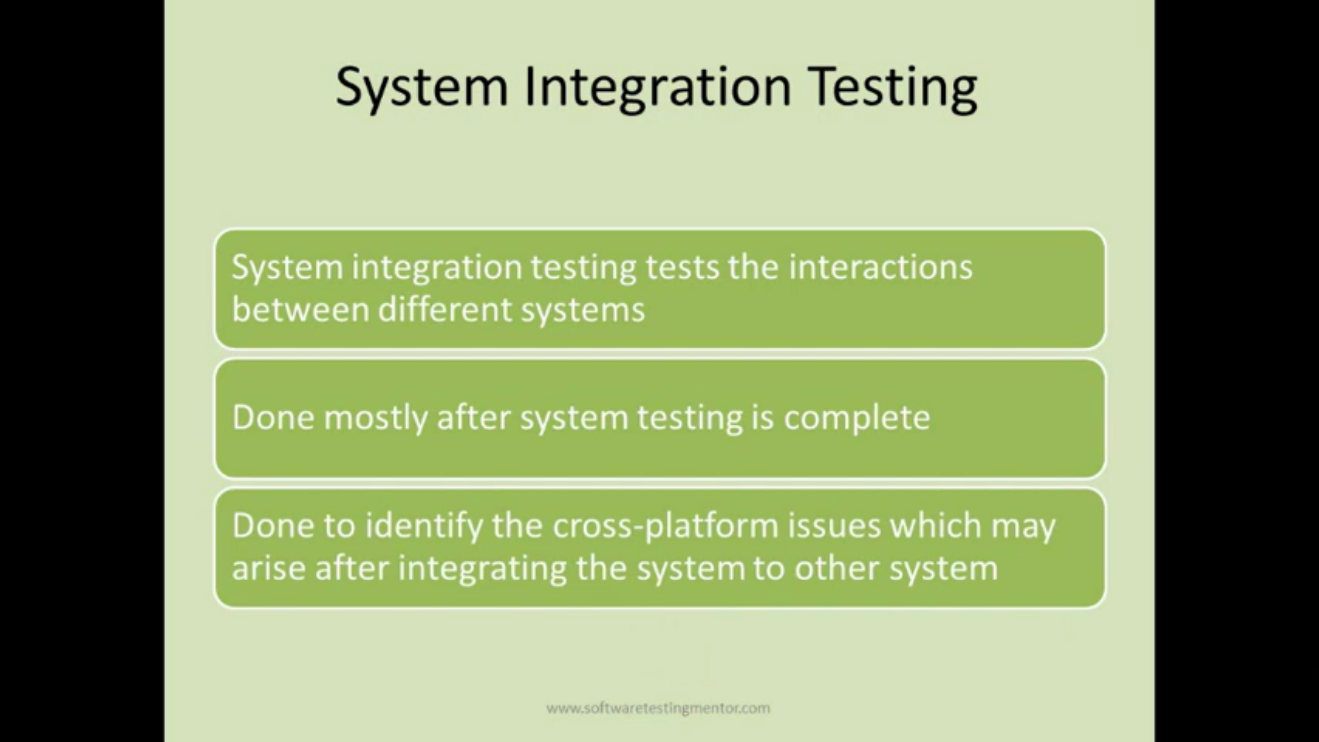 System Integration Testing
System integration testing tests the interactions
between different systems
Done mostly after system testing is complete
Done to identify the cross-platform issues which may
arise after integrating the system to other system
www.softwaretestingmentor.com